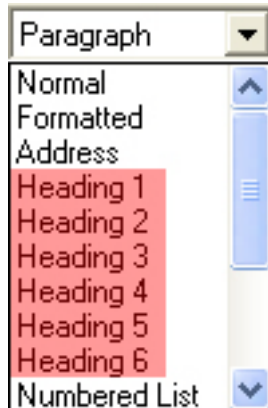 Paragraph
Normal
Formatted
Address
Heading 1
Heading 2
Heading 3
Heading 4
Heading 5
Heading 6
Numbered List